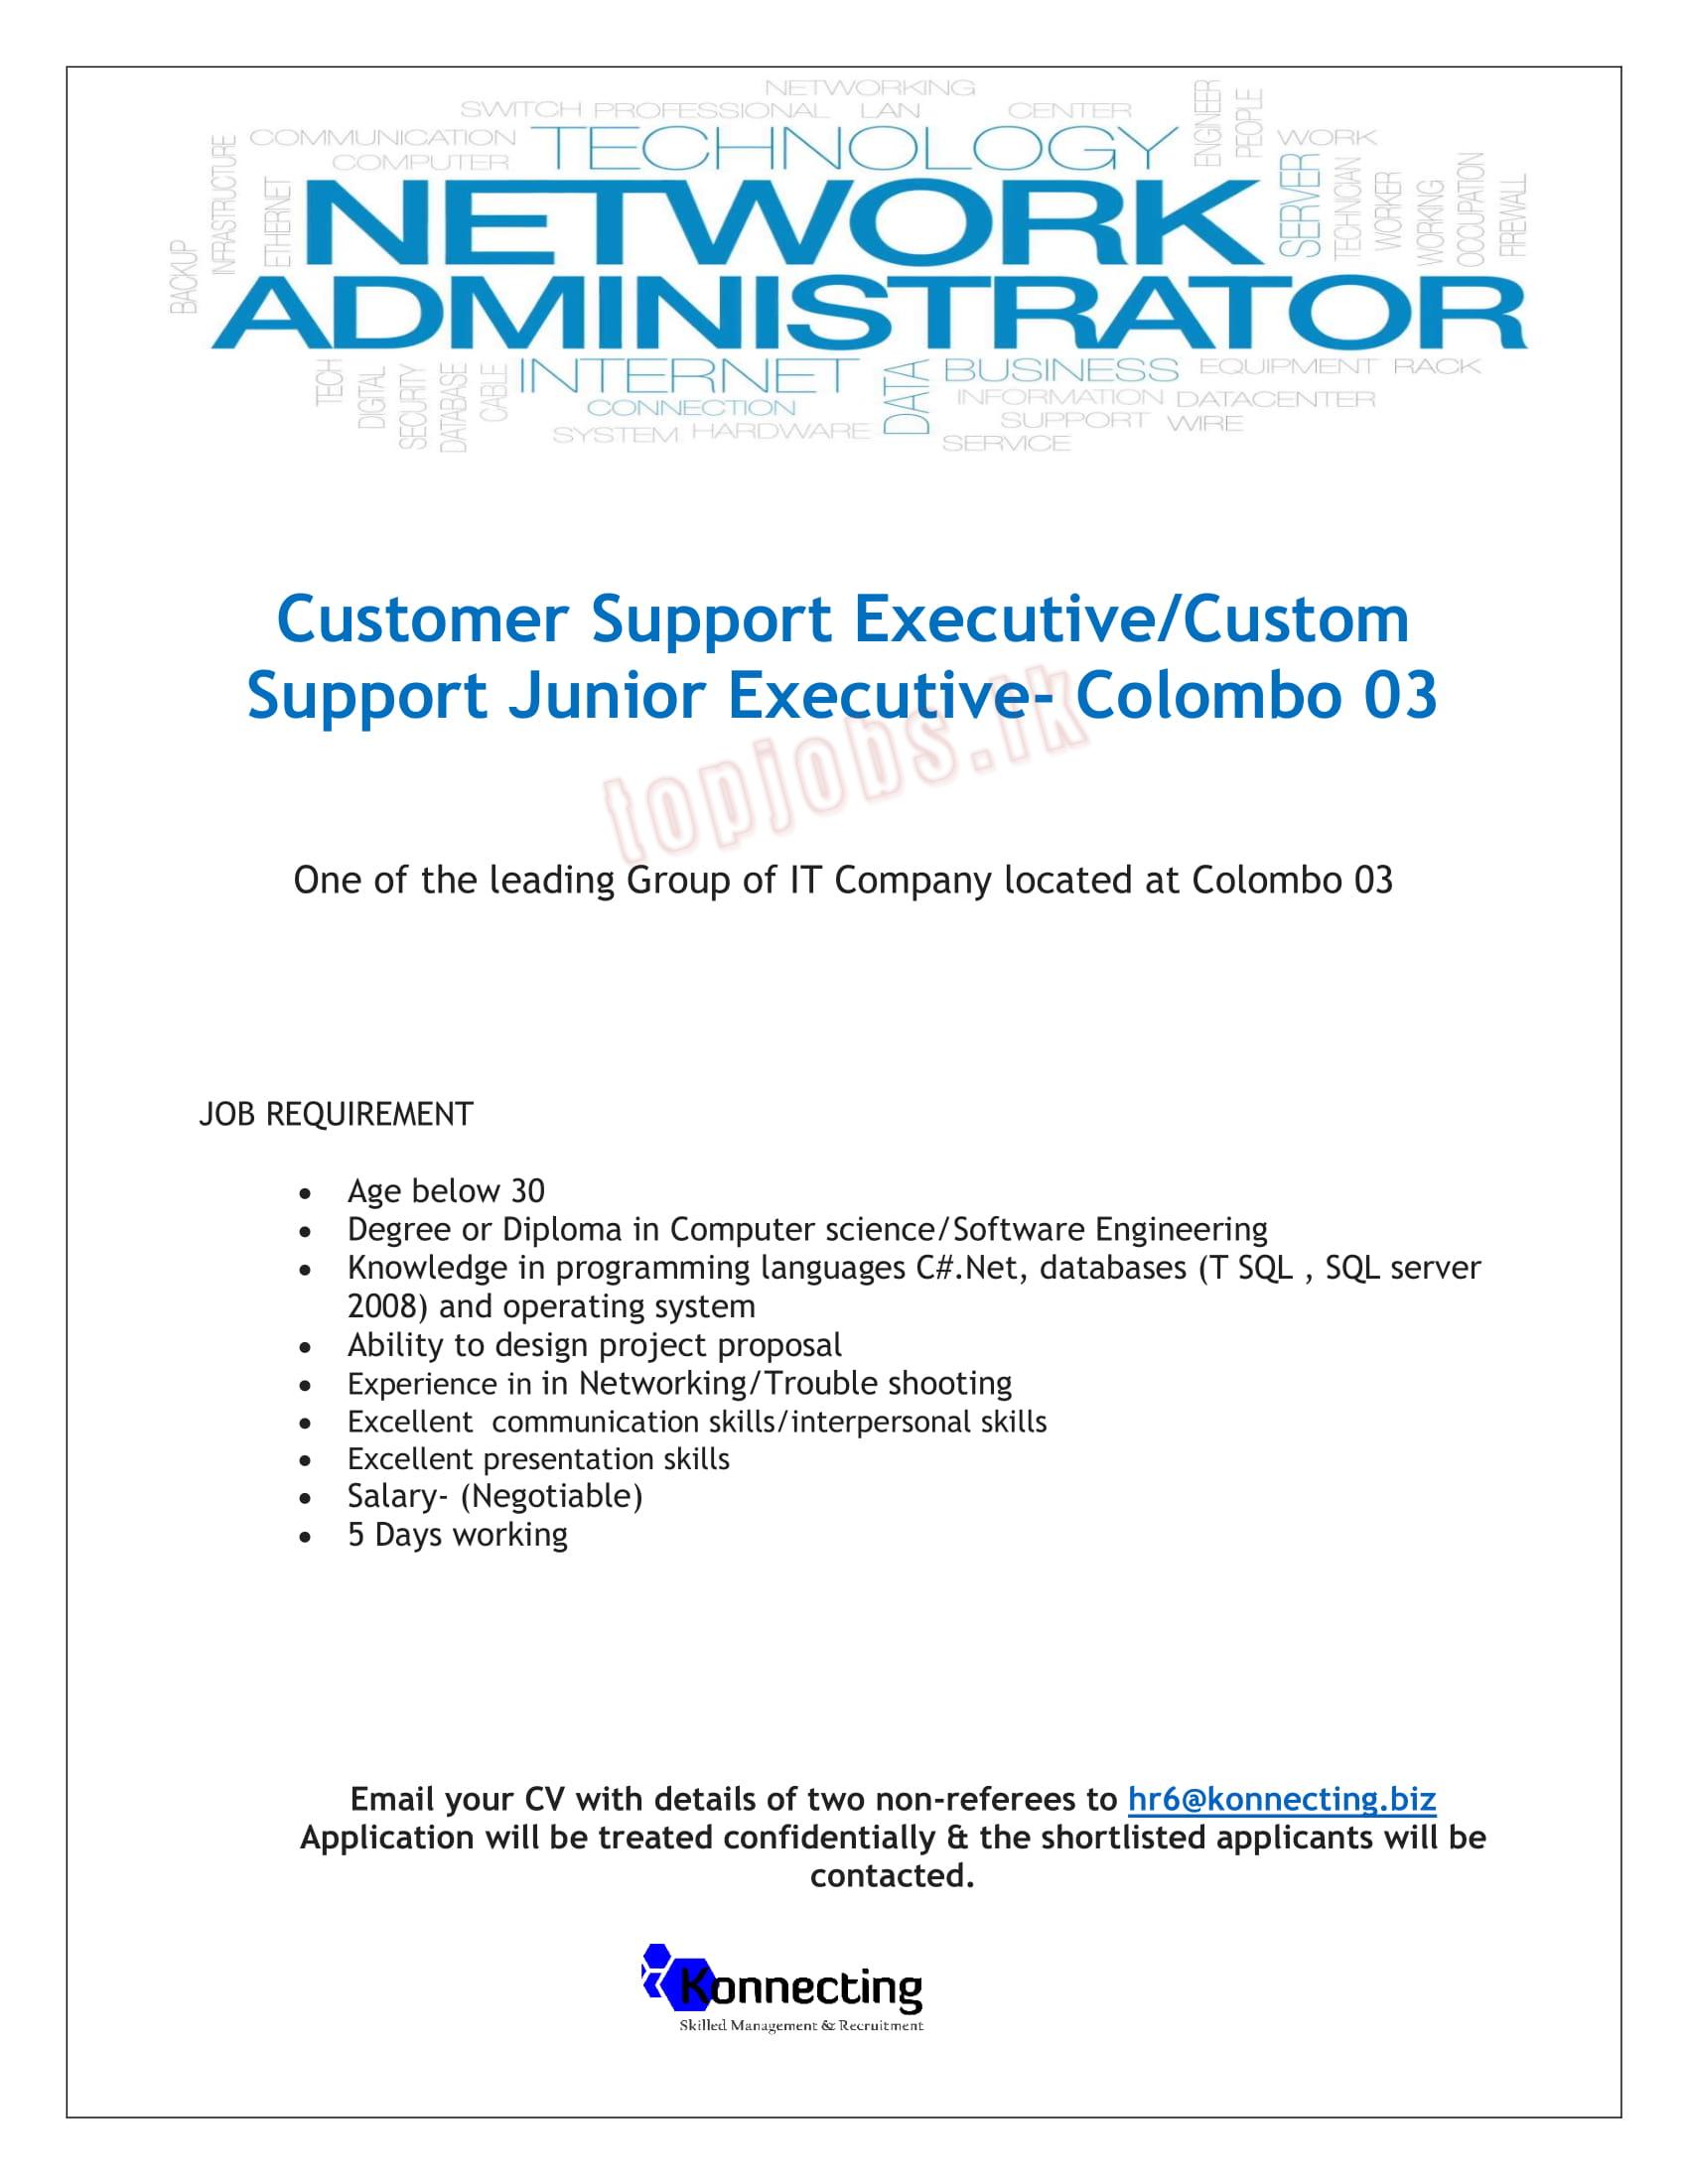 NETWORKING
SWITCH PROFESSIONAL LAN CENTER
ENGINEER
PEOPLE
COMMUNICATION TECHNOLOGY WORK
COMPUTER
INFRASTRUCTURE
ETHERNET
BACKUP
NETWORK
SERVER
TECHNICIAN
WORKER
WORKING
OCCUPATION
FIREWALL
ADMINISTRATOR
TECH
DIGITAL
SECURITY
DATABASE
CABLE
INTERNET
DATA
BUSINESS EQUIPMENT RACK
CONNECTION
INFORMATION DATACENTER
SYSTEM HARDWARE
SUPPORT WIRE
SERVICE
Customer Support Executive/Custom
Support Junior Executive- Colombo 03
topjobs.lk
One of the leading Group of IT Company located at Colombo 03
JOB REQUIREMENT
• Age below 30
• Degree or Diploma in Computer science/Software Engineering
• Knowledge in programming languages C#.Net, databases (T SQL , SQL server
2008) and operating system
• Ability to design project proposal
• Experience in in Networking/Trouble shooting
• Excellent  communication skills/interpersonal skills
• Excellent presentation skills
• Salary- (Negotiable)
• 5 Days working
Email your CV with details of two non-referees to hr6@konnecting.biz
Application will be treated confidentially & the shortlisted applicants will be
contacted.
Konnecting
Skilled Management & Recruitment